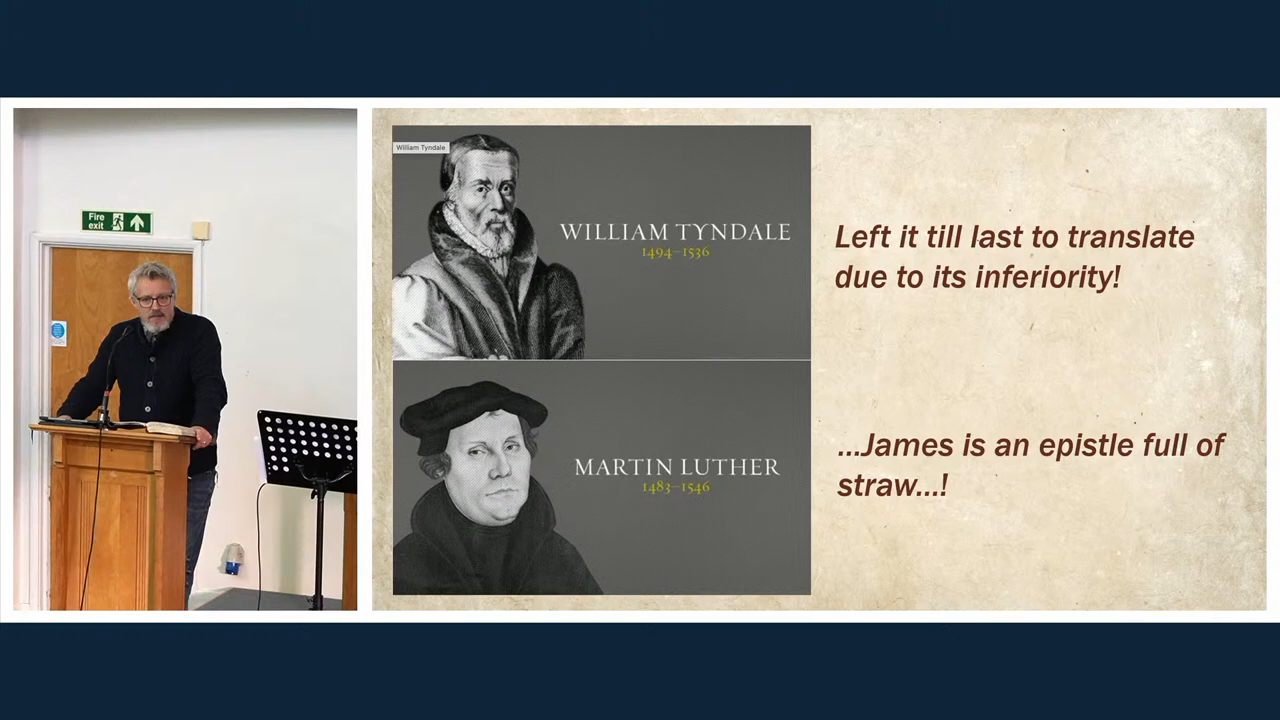 Fire
exit
William Tyndale
WILLIAM TYNDALE
1494–1536
Left it till last to translate
due to its inferiority!
MARTIN LUTHER
1483–1546
...James is an epistle full of
straw...!